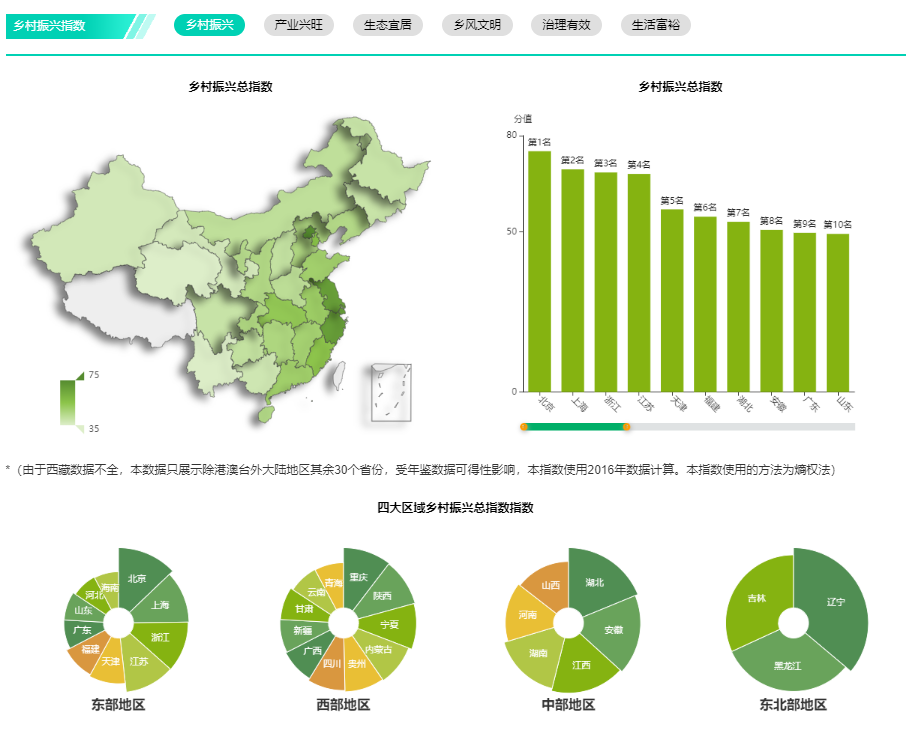 乡村振兴指数 乡村振兴 产业兴旺 生态宜居 乡风文明 治理有效 生活富裕
乡村振兴总指数
75
35
乡村振兴总指数
分值
80
50
0
第1名 第2名 第3名 第4名 第5名 第6名 第7名 第8名 第9名 第10名
北京 上海 浙江 江苏 天津 福建 湖北 安徽 广东 山东
*（由于西藏数据不全，本数据只展示除港澳台外大陆地区其余30个省份，受年鉴数据可得性影响，本指数使用2016年数据计算。本指数使用的方法为熵权法）
四大区域乡村振兴总指数指数
北京
上海
浙江
江苏
天津
福建
广东
山东
河北
海南
东部地区
重庆
陕西
宁夏
内蒙古
贵州
四川
广西
新疆
甘肃
云南
青海
西部地区
湖北
安徽
江西
湖南
河南
山西
中部地区
辽宁
黑龙江
吉林
东北部地区